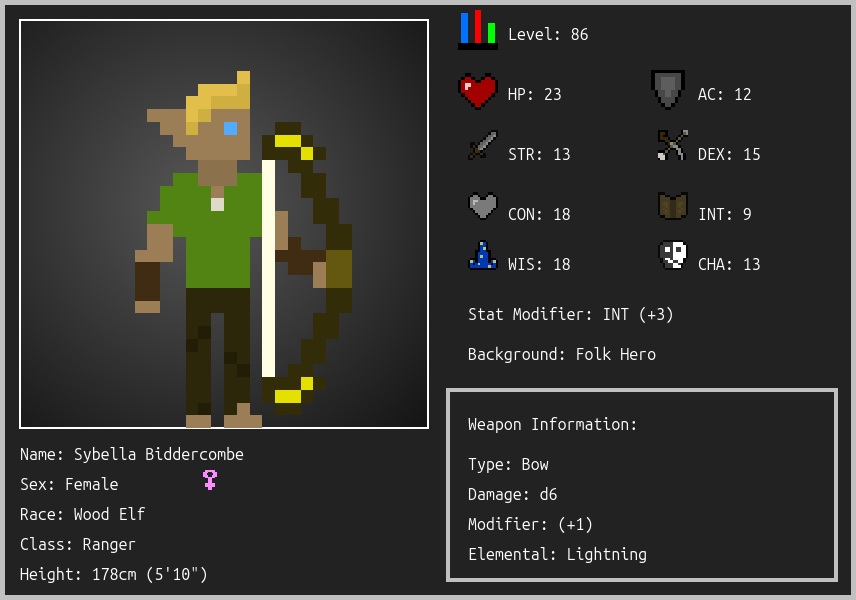 Level: 86
HP: 23
AC: 12
STR: 13
DEX: 15
CON: 18
INT: 9
WIS: 18
CHA: 13
Stat Modifier: INT (+3)
Background: Folk Hero
Name: Sybella Biddercombe
Sex: Female
Race: Wood Elf
Class: Ranger
Height: 178cm (5'10")
Weapon Information:
Type: Bow
Damage: d6
Modifier: (+1)
Elemental: Lightning